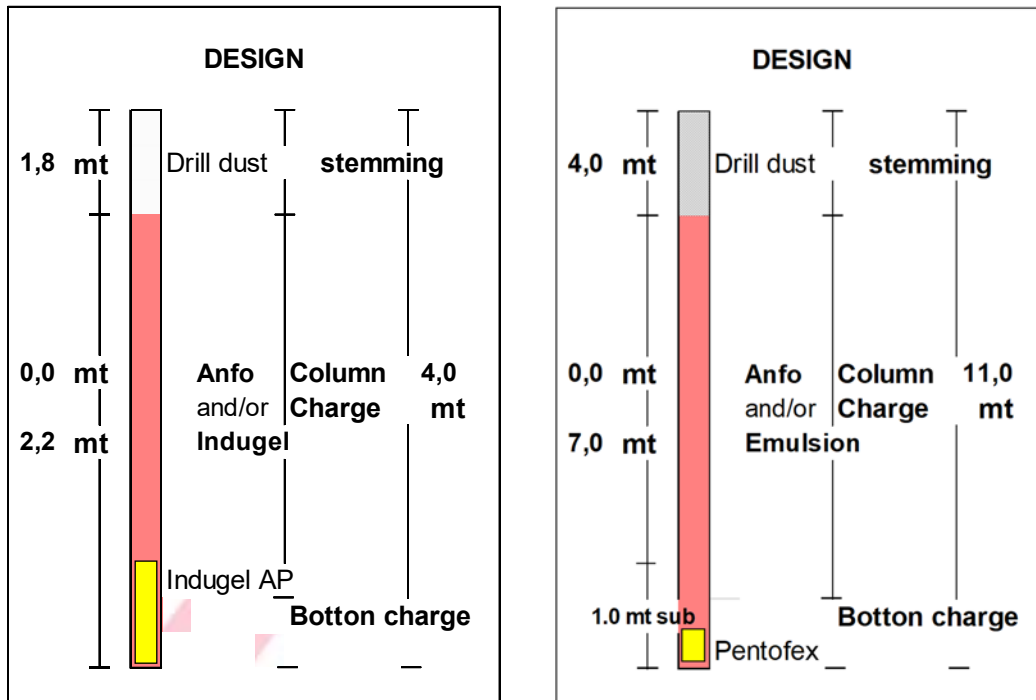 DESIGN
1,8 mt Drill dust stemming
0,0 mt Anfo Column 4,0
and/or Charge mt
2,2 mt Indugel
Indugel AP
Botton charge
DESIGN
4,0 mt Drill dust stemming
0,0 mt Anfo Column 11,0
and/or Charge mt
7,0 mt Emulsion
1.0 mt sub Botton charge
Pentofex